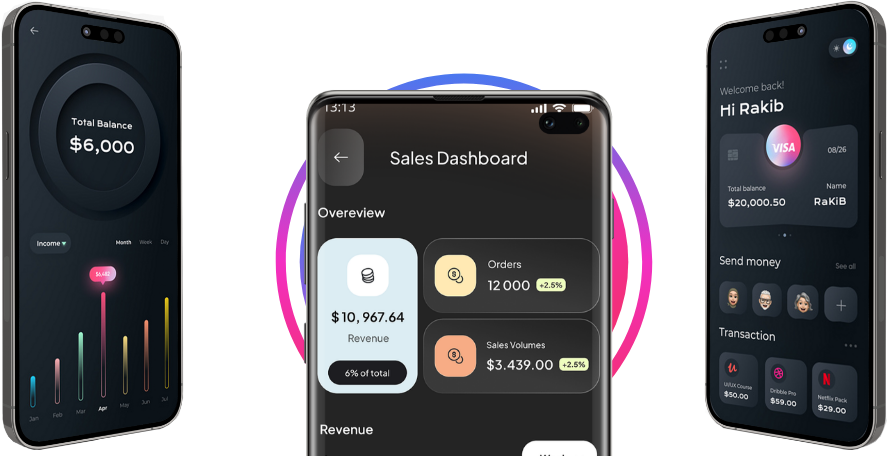 Total Balance
$6,000
Income
Month Week Day
$6,482
Jan Feb Mar Apr May Jun Jul
13:13
Sales Dashboard
Overeview
$10, 967.64
Revenue
6% of total
Orders
12 000 +2.5%
Sales Volumes
$3.439.00 +2.5%
Revenue
Welcome back!
Hi Rakib
VISA
08/26
Total balance
$20,000.50
Name
RaKiB
Send money See all
Transaction
UI/UX Course
$50.00
Dribble Pro
$59.00
Netflix Pack
$29.00